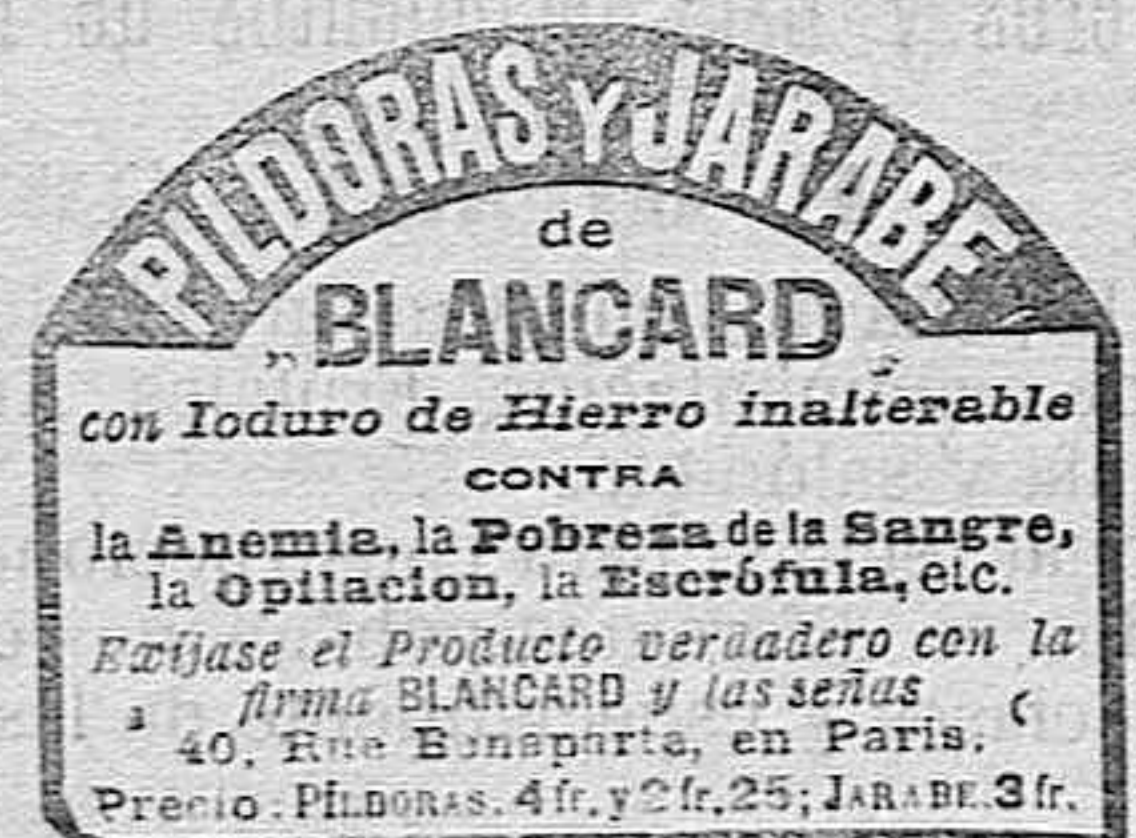 PILDORAS Y JARABE
de
BLANCARD
con Ioduro de Hierro inalterable
CONTRA
la Anemia, la Pobreza de la Sangre,
la Opilacion, la Escrófula, etc.
Exíjase el Producto verdadero con la
firma BLANCARD y las señas
40, Rue Bonaparte, en Paris.
Precio: PÍLDORAS. 4 fr. y 2 fr. 25; JARABE. 3 fr.